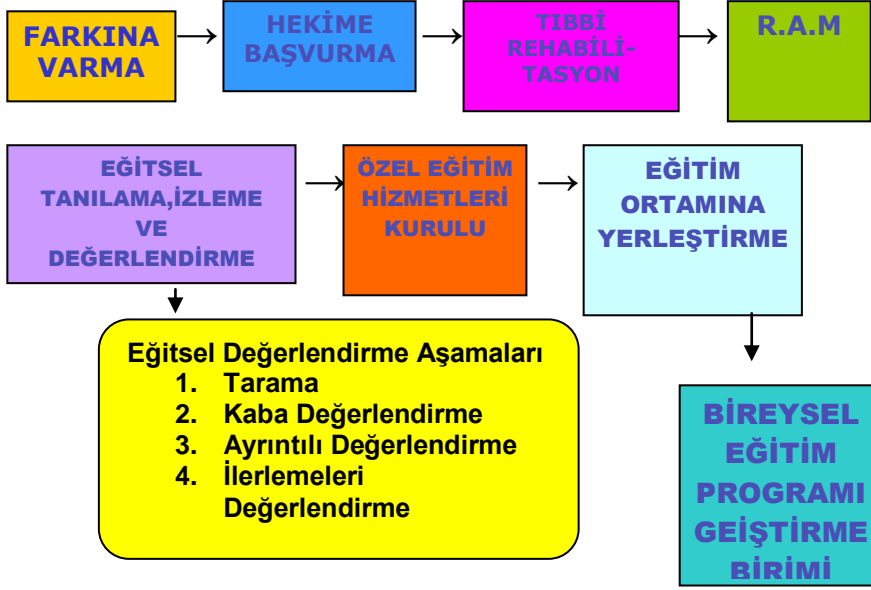 FARKINA
VARMA
HEKİME
BAŞVURMA
TIBBİ
REHABİLİ-
TASYON
R.A.M
EĞİTSEL
TANILAMA,İZLEME
VE
DEĞERLENDİRME
ÖZEL EĞİTİM
HİZMETLERİ
KURULU
EĞİTİM
ORTAMINA
YERLEŞTİRME
Eğitsel Değerlendirme Aşamaları
1. Tarama
2. Kaba Değerlendirme
3. Ayrıntılı Değerlendirme
4. İlerlemeleri
Değerlendirme
BİREYSEL
EĞİTİM
PROGRAMI
GEİŞTİRME
BİRİMİ